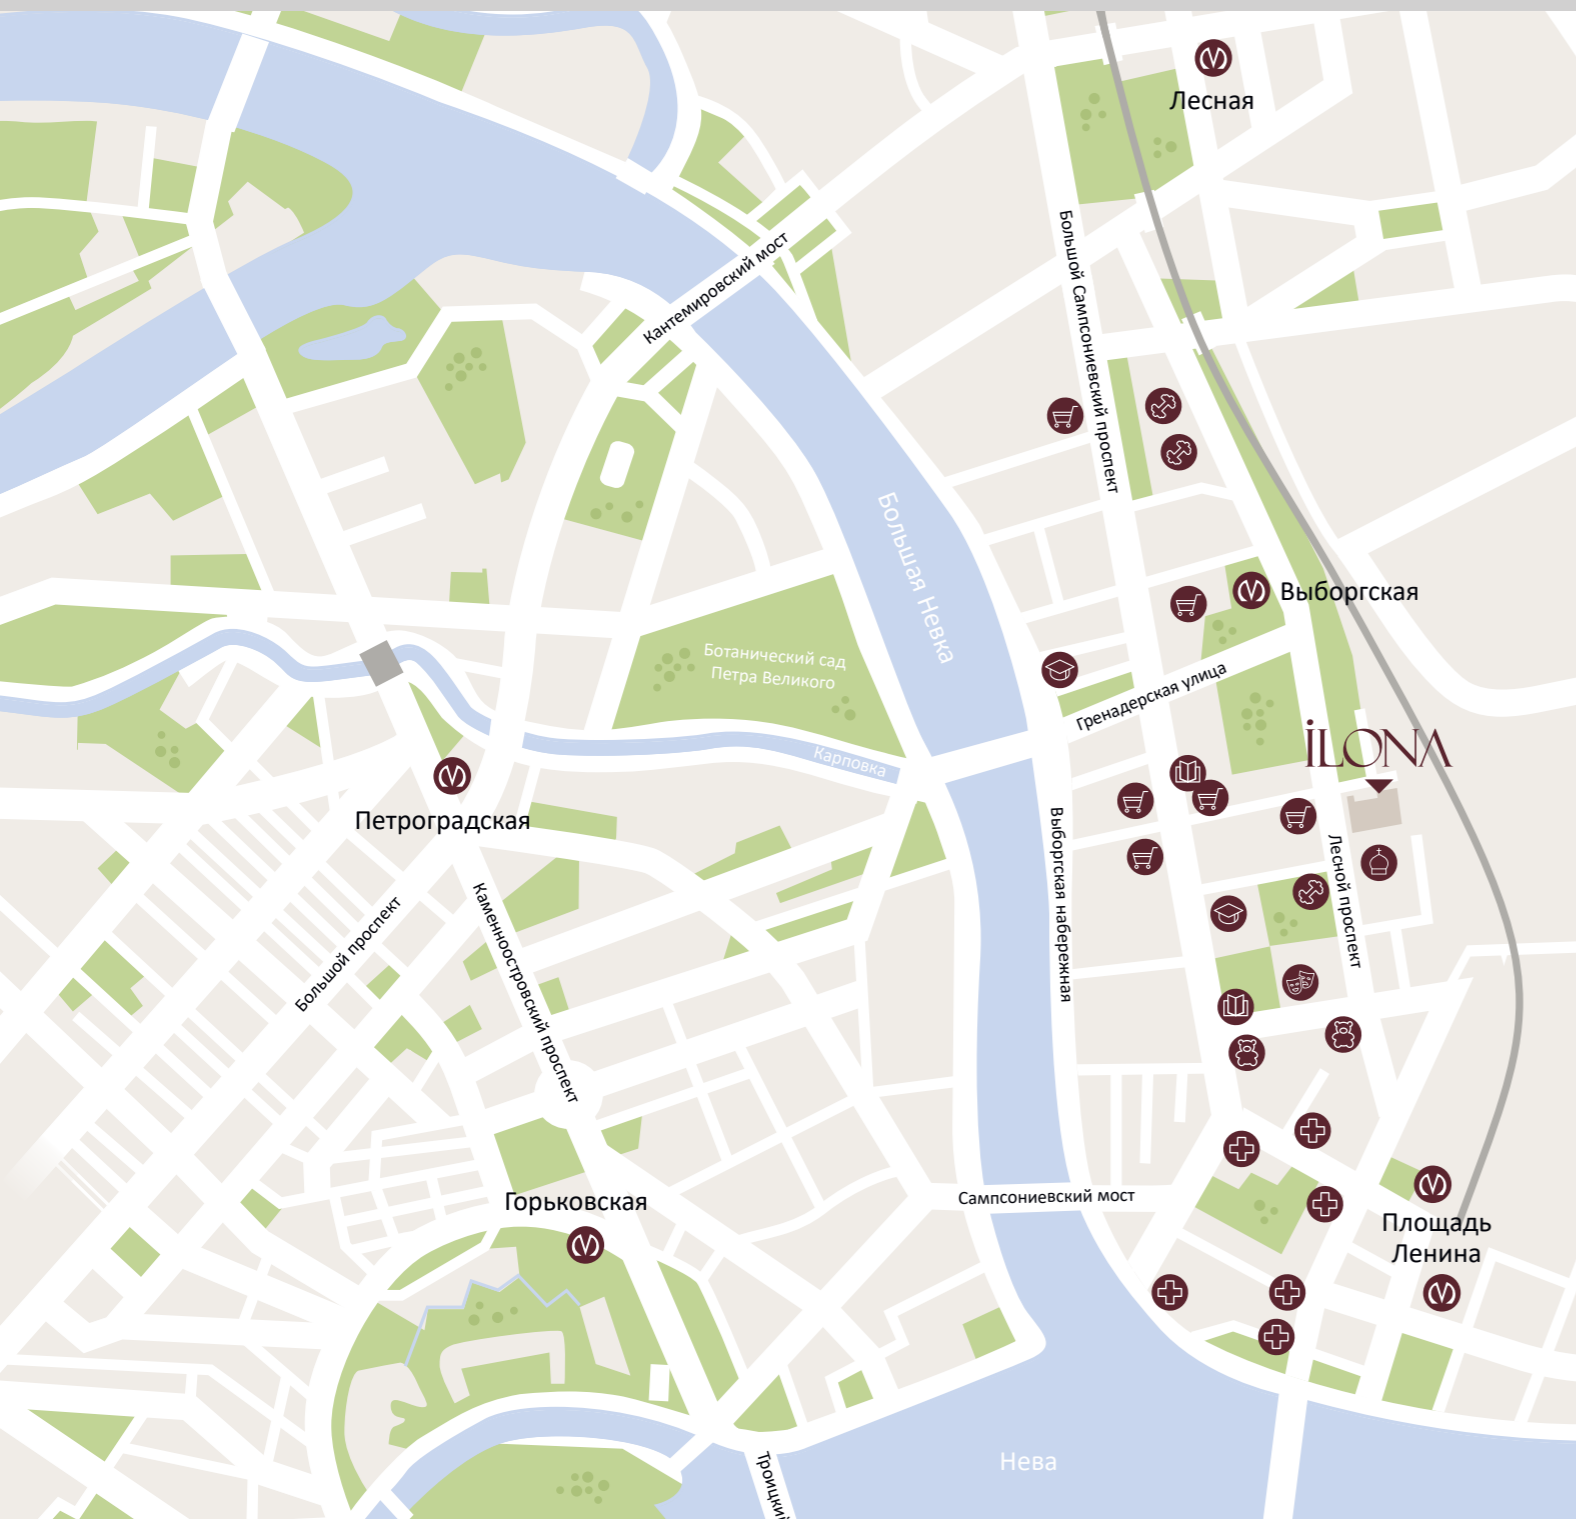 Лесная
Большой Сампсониевский проспект
Кантемировский мост
Большая Невка
Выборгская
Ботанический сад
Петра Великого
Гренадерская улица
iLONA
Карповка
Петроградская
Выборгская набережная
Лесной проспект
Каменноостровский проспект
Большой проспект
Сампсониевский мост
Горьковская
Площадь
Ленина
Нева
Троицкий